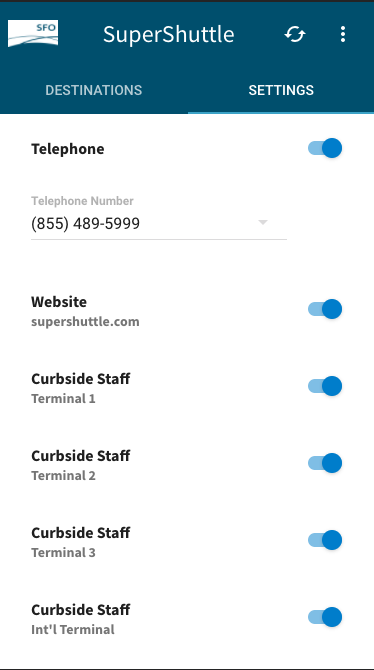 SFO
SuperShuttle
DESTINATIONS
SETTINGS
Telephone
Telephone Number
(855) 489-5999
Website
supershuttle.com
Curbside Staff
Terminal 1
Curbside Staff
Terminal 2
Curbside Staff
Terminal 3
Curbside Staff
Int'l Terminal